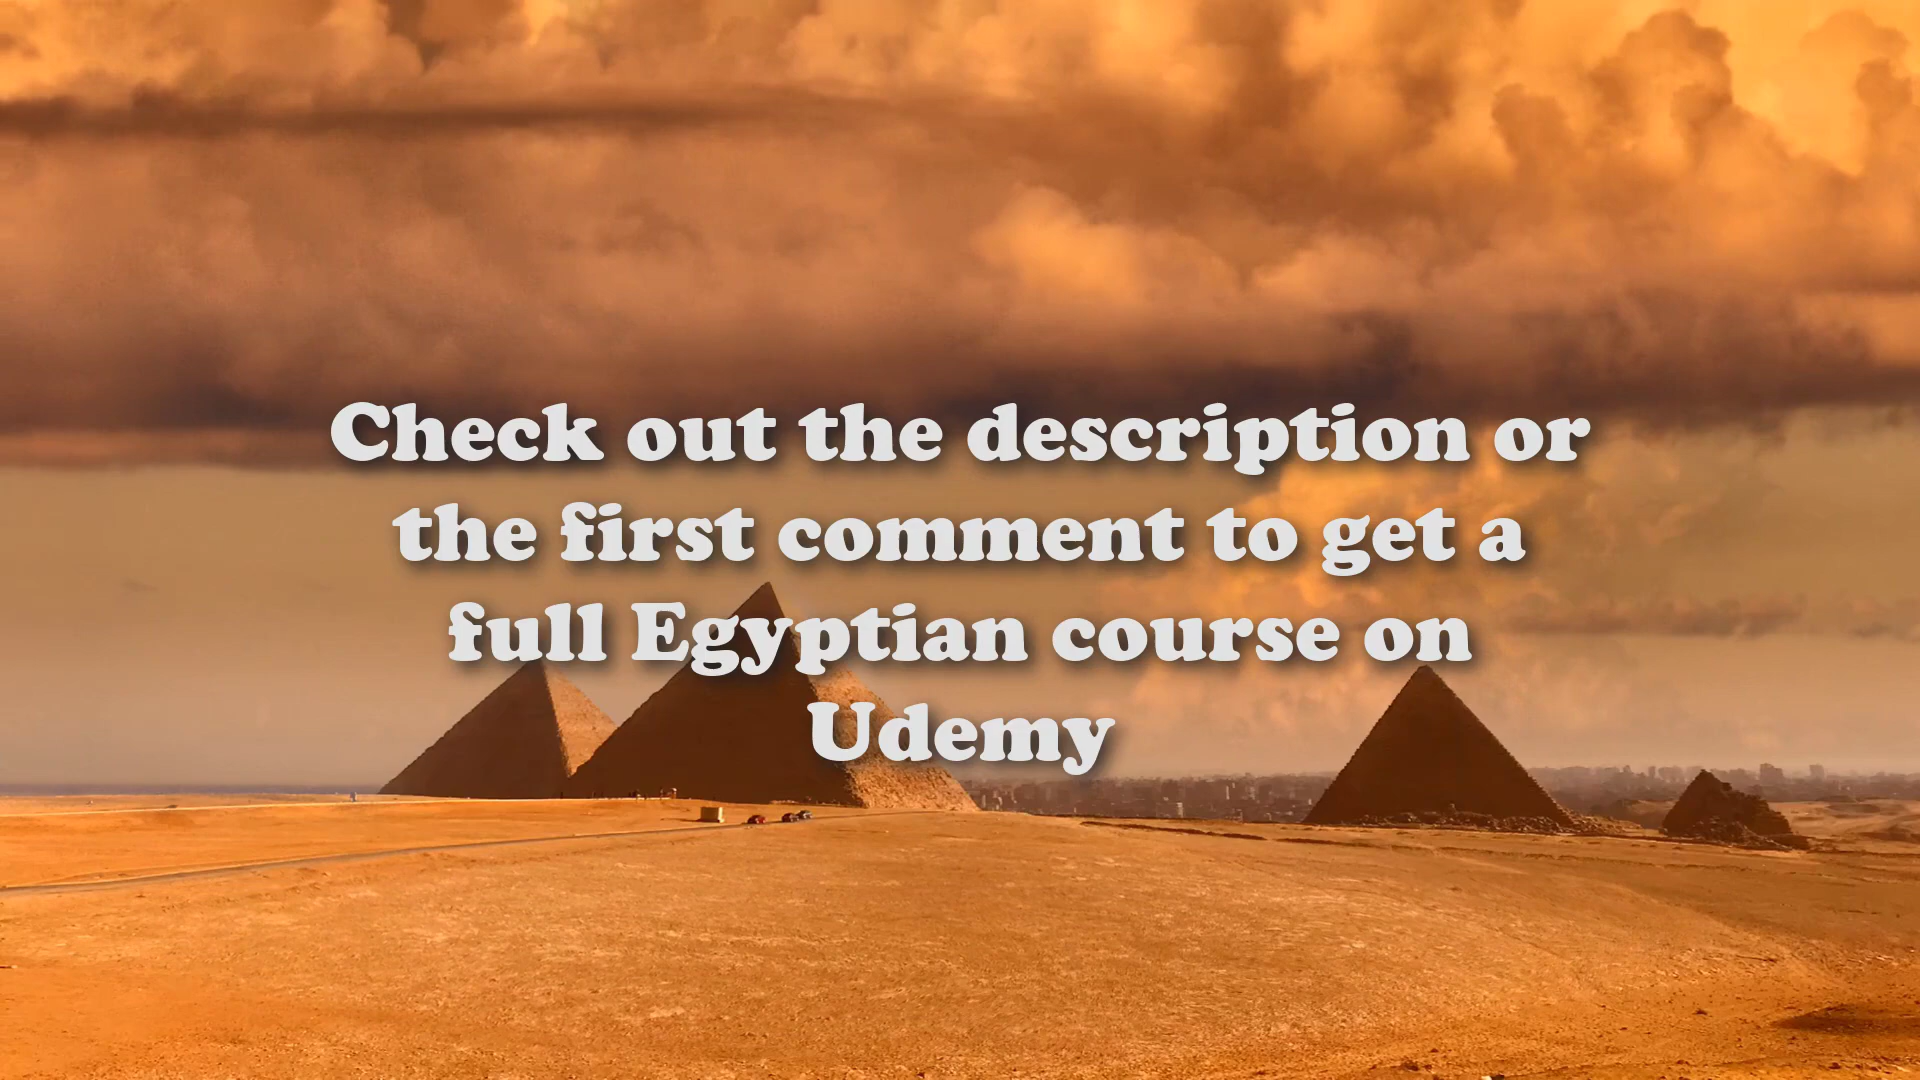 Check out the description or
the first comment to get a
full Egyptian course on
Udemy